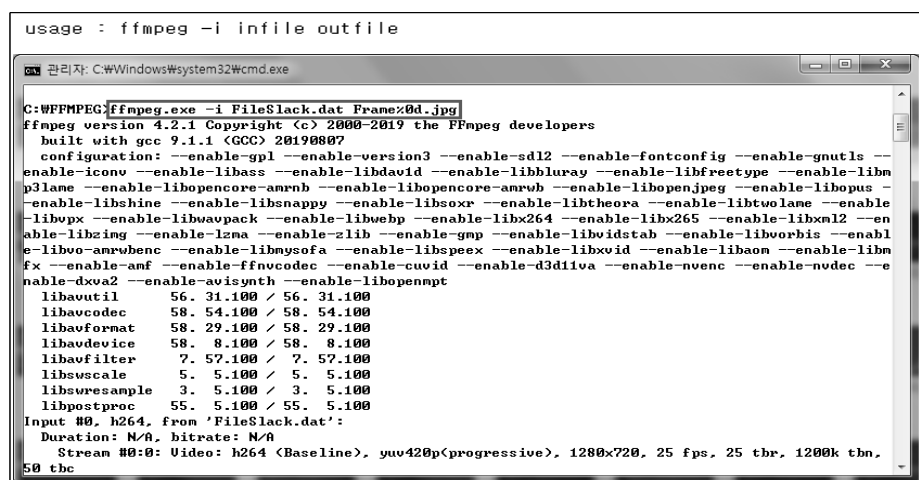 usage : ffmpeg -i infile outfile
관리자: C:₩Windows₩system32₩cmd.exe
C:₩FFMPEG>ffmpeg.exe -i FileSlack.dat Frame%0d.jpg
ffmpeg version 4.2.1 Copyright (c) 2000-2019 the FFmpeg developers
built with gcc 9.1.1 (GCC) 20190807
configuration: --enable-gpl --enable-version3 --enable-sdl2 --enable-fontconfig --enable-gnutls --
enable-iconv --enable-libass --enable-libdav1d --enable-libbluray --enable-libfreetype --enable-libm
p3lame --enable-libopencore-amrnb --enable-libopencore-amrwb --enable-libopenjpeg --enable-libopus -
-enable-libshine --enable-libsnappy --enable-libsoxr --enable-libtheora --enable-libtwolame --enable
-libvpx --enable-libwavpack --enable-libwebp --enable-libx264 --enable-libx265 --enable-libxml2 --en
able-libzimg --enable-lzma --enable-zlib --enable-gmp --enable-libvidstab --enable-libvorbis --enabl
e-libvo-amrwbenc --enable-libmysofa --enable-libspeex --enable-libxvid --enable-libaom --enable-libm
fx --enable-amf --enable-ffnvcodec --enable-cuvid --enable-d3d11va --enable-nvenc --enable-nvdec --e
nable-dxva2 --enable-avisynth --enable-libopenmpt
libavutil 56. 31.100 / 56. 31.100
libavcodec 58. 54.100 / 58. 54.100
libavformat 58. 29.100 / 58. 29.100
libavdevice 58. 8.100 / 58. 8.100
libavfilter 7. 57.100 / 7. 57.100
libswscale 5. 5.100 / 5. 5.100
libswresample 3. 5.100 / 3. 5.100
libpostproc 55. 5.100 / 55. 5.100
Input #0, h264, from 'FileSlack.dat':
Duration: N/A, bitrate: N/A
Stream #0:0: Video: h264 (Baseline), yuv420p(progressive), 1280x720, 25 fps, 25 tbr, 1200k tbn,
50 tbc